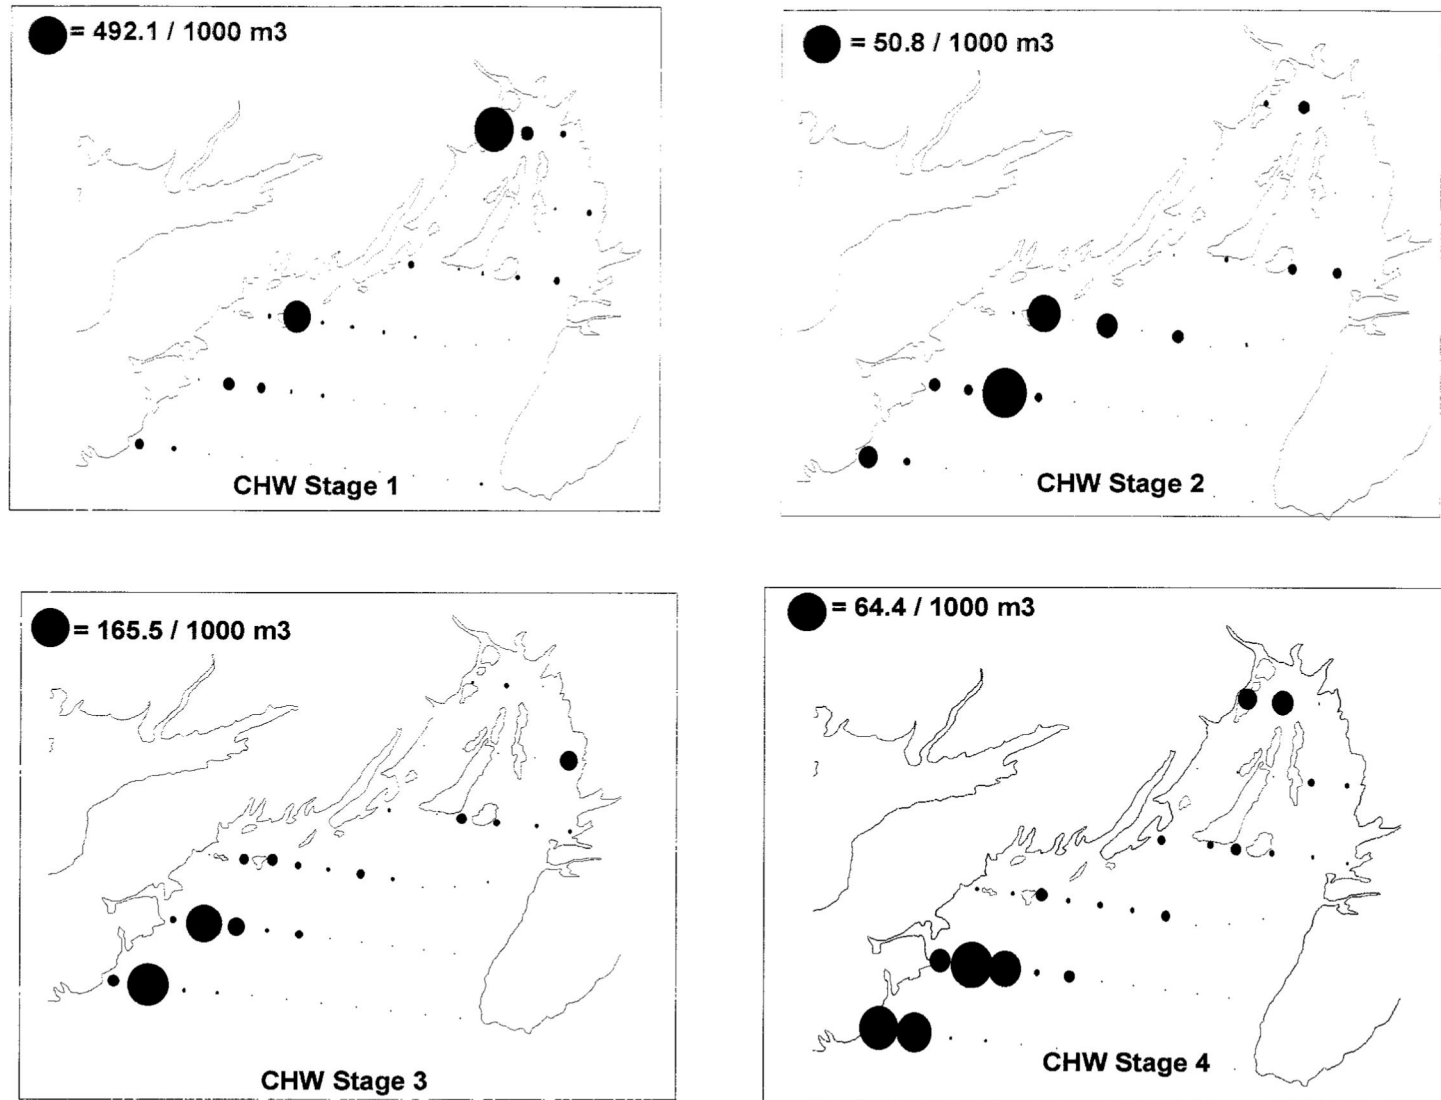 = 492.1 / 1000 m3
CHW Stage 1
= 50.8 / 1000 m3
CHW Stage 2
= 165.5 / 1000 m3
CHW Stage 3
= 64.4 / 1000 m3
CHW Stage 4